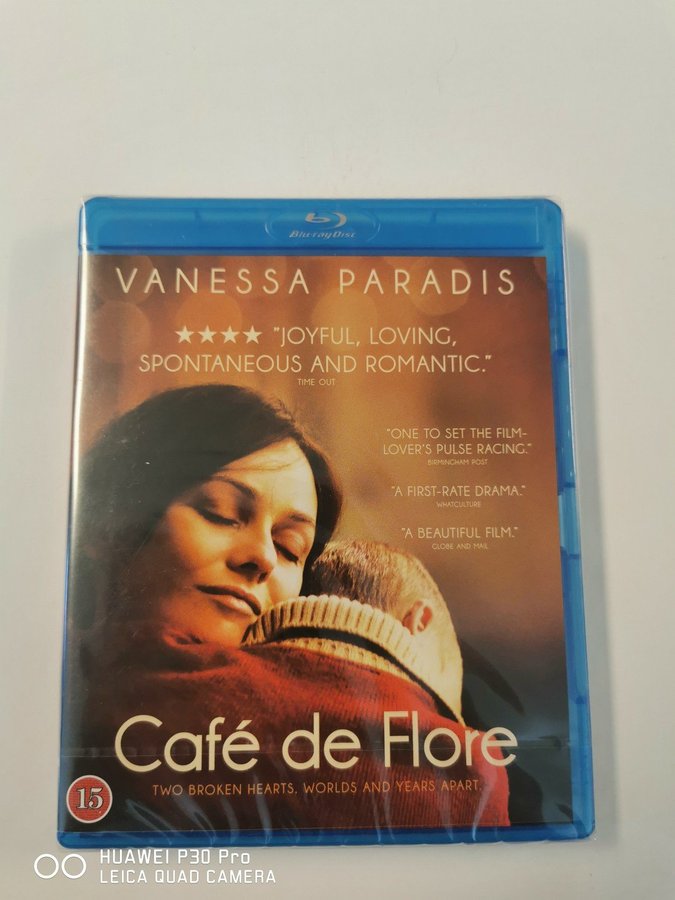 Blu-ray Disc
VANESSA PARADIS
★★★★ "JOYFUL, LOVING,
SPONTANEOUS AND ROMANTIC."
TIME OUT
"ONE TO SET THE FILM-
LOVER'S PULSE RACING."
BIRMINGHAM POST
"A FIRST-RATE DRAMA."
WHATCULTURE
"A BEAUTIFUL FILM."
GLOBE AND MAIL
Café de Flore
TWO BROKEN HEARTS, WORLDS AND YEARS APART.
15
HUAWEI P30 Pro
LEICA QUAD CAMERA